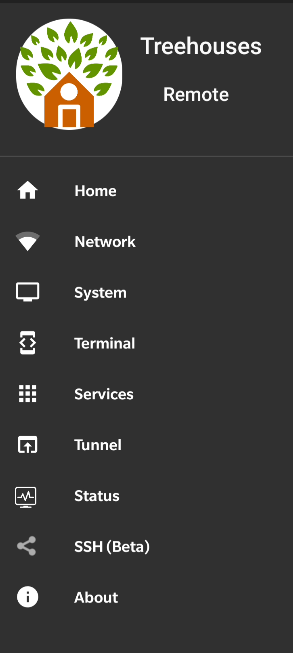 Treehouses
Remote
Home
Network
System
Terminal
Services
Tunnel
Status
SSH (Beta)
About